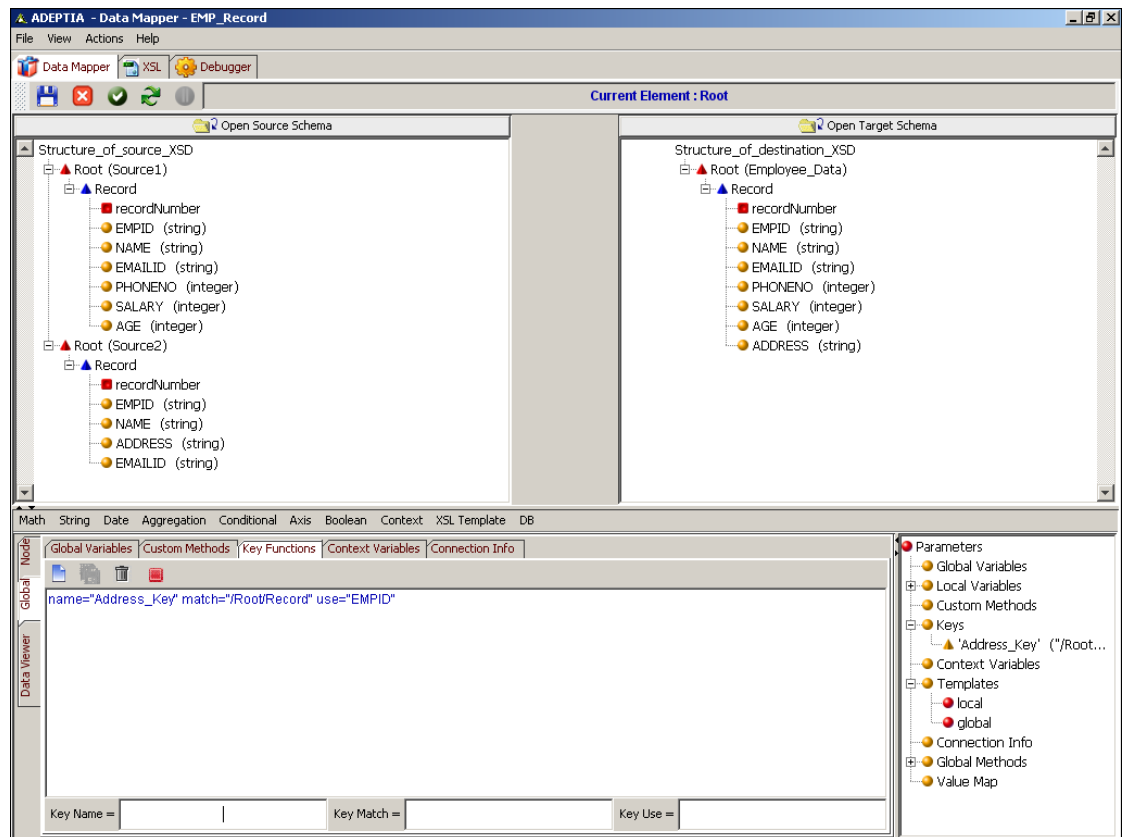 ADEPTIA - Data Mapper - EMP_Record
File View Actions Help
Data Mapper XSL Debugger
Current Element : Root
Open Source Schema
Structure_of_source_XSD
Root (Source1)
Record
recordNumber
EMPID (string)
NAME (string)
EMAILID (string)
PHONENO (integer)
SALARY (integer)
AGE (integer)
Root (Source2)
Record
recordNumber
EMPID (string)
NAME (string)
ADDRESS (string)
EMAILID (string)
Open Target Schema
Structure_of_destination_XSD
Root (Employee_Data)
Record
recordNumber
EMPID (string)
NAME (string)
EMAILID (string)
PHONENO (integer)
SALARY (integer)
AGE (integer)
ADDRESS (string)
Math String Date Aggregation Conditional Axis Boolean Context XSL Template DB
Node
Global
Data Viewer
Global Variables Custom Methods Key Functions Context Variables Connection Info
name="Address_Key" match="/Root/Record" use="EMPID"
Key Name = Key Match = Key Use =
Parameters
Global Variables
Local Variables
Custom Methods
Keys
'Address_Key' ("/Root...
Context Variables
Templates
local
global
Connection Info
Global Methods
Value Map